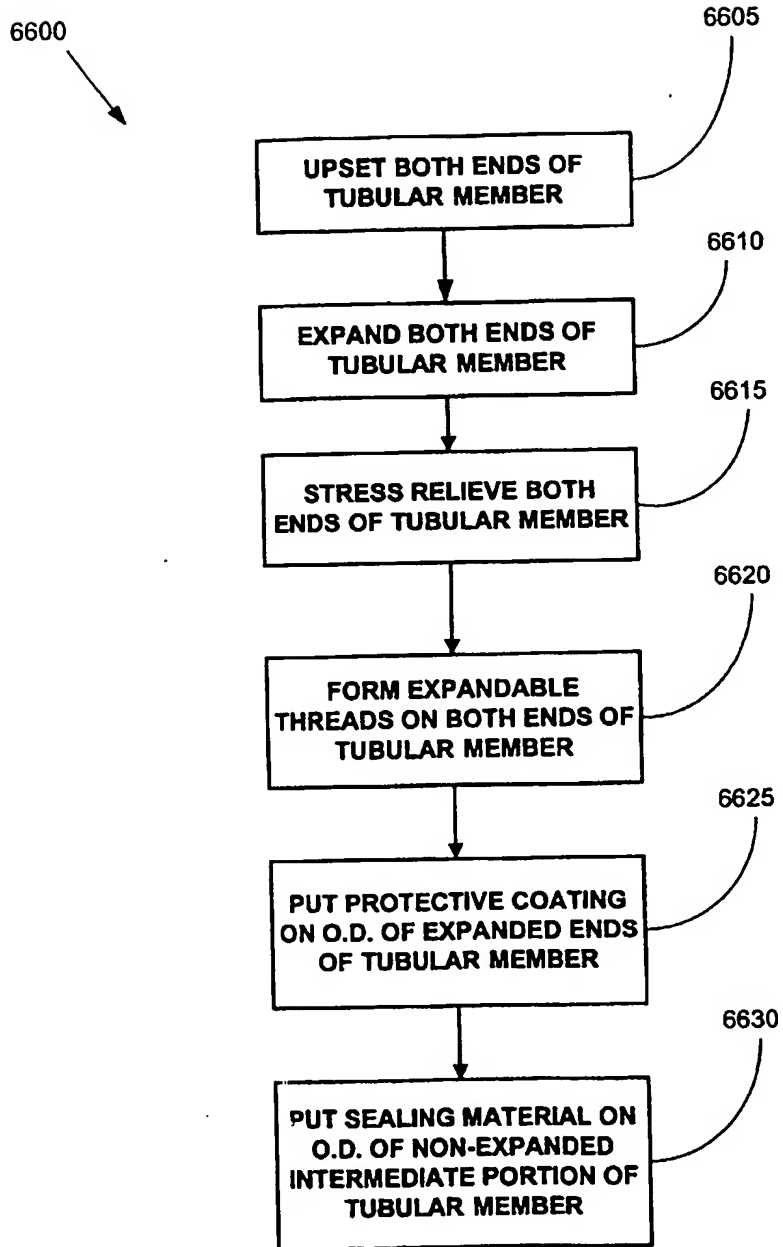 6600
6605
UPSET BOTH ENDS OF
TUBULAR MEMBER
6610
EXPAND BOTH ENDS OF
TUBULAR MEMBER
6615
STRESS RELIEVE BOTH
ENDS OF TUBULAR MEMBER
6620
FORM EXPANDABLE
THREADS ON BOTH ENDS OF
TUBULAR MEMBER
6625
PUT PROTECTIVE COATING
ON O.D. OF EXPANDED ENDS
OF TUBULAR MEMBER
6630
PUT SEALING MATERIAL ON
O.D. OF NON-EXPANDED
INTERMEDIATE PORTION OF
TUBULAR MEMBER